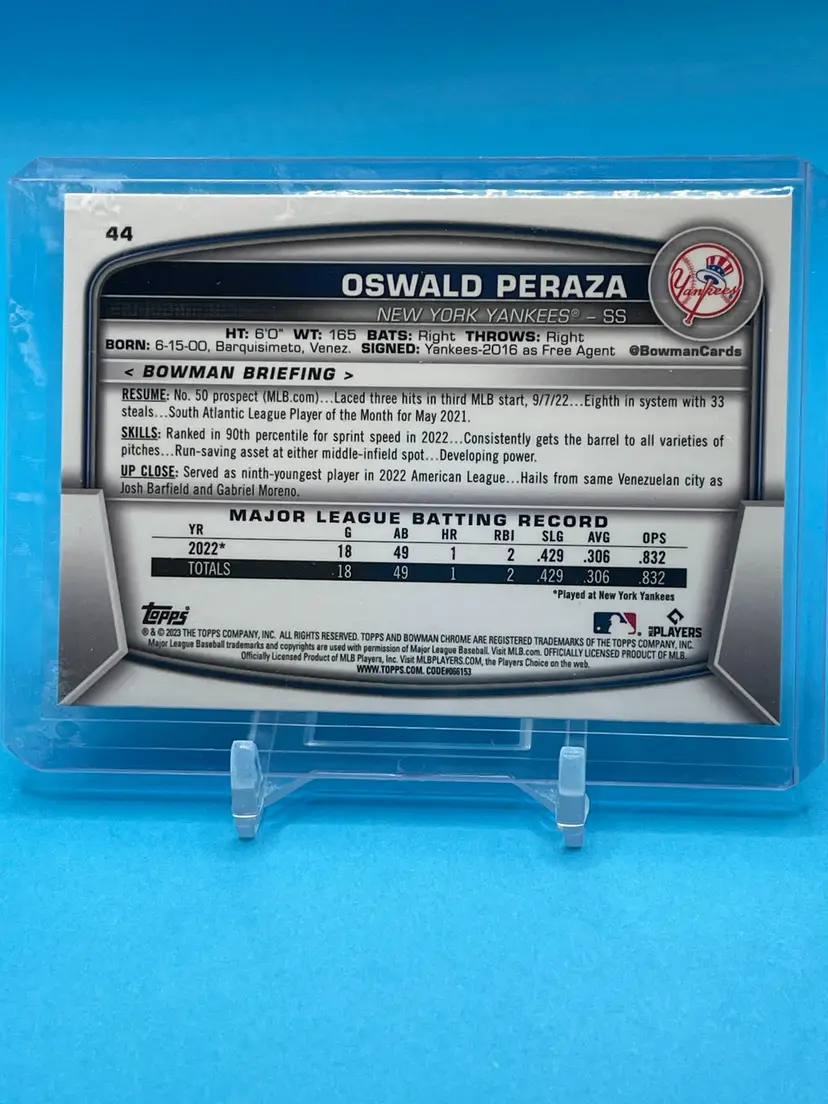 44
OSWALD PERAZA
Yankees
NEW YORK YANKEES® – SS
HT: 6'0" WT: 165 BATS: Right THROWS: Right
BORN: 6-15-00, Barquisimeto, Venez. SIGNED: Yankees-2016 as Free Agent @BowmanCards
< BOWMAN BRIEFING >
RESUME: No. 50 prospect (MLB.com)...Laced three hits in third MLB start, 9/7/22...Eighth in system with 33
steals...South Atlantic League Player of the Month for May 2021.
SKILLS: Ranked in 90th percentile for sprint speed in 2022...Consistently gets the barrel to all varieties of
pitches...Run-saving asset at either middle-infield spot...Developing power.
UP CLOSE: Served as ninth-youngest player in 2022 American League...Hails from same Venezuelan city as
Josh Barfield and Gabriel Moreno.
MAJOR LEAGUE BATTING RECORD
YR G AB HR RBI SLG AVG OPS
2022* 18 49 1 2 .429 .306 .832
TOTALS 18 49 1 2 .429 .306 .832
*Played at New York Yankees
TOPPS® PLAYERS
® & © 2023 THE TOPPS COMPANY, INC. ALL RIGHTS RESERVED. TOPPS AND BOWMAN CHROME ARE REGISTERED TRADEMARKS OF THE TOPPS COMPANY, INC.
Major League Baseball trademarks and copyrights are used with permission of Major League Baseball. Visit MLB.com. OFFICIALLY LICENSED PRODUCT OF MLB.
Officially Licensed Product of MLB Players, Inc. Visit MLBPLAYERS.COM, the Players Choice on the web.
WWW.TOPPS.COM. CODE#066153